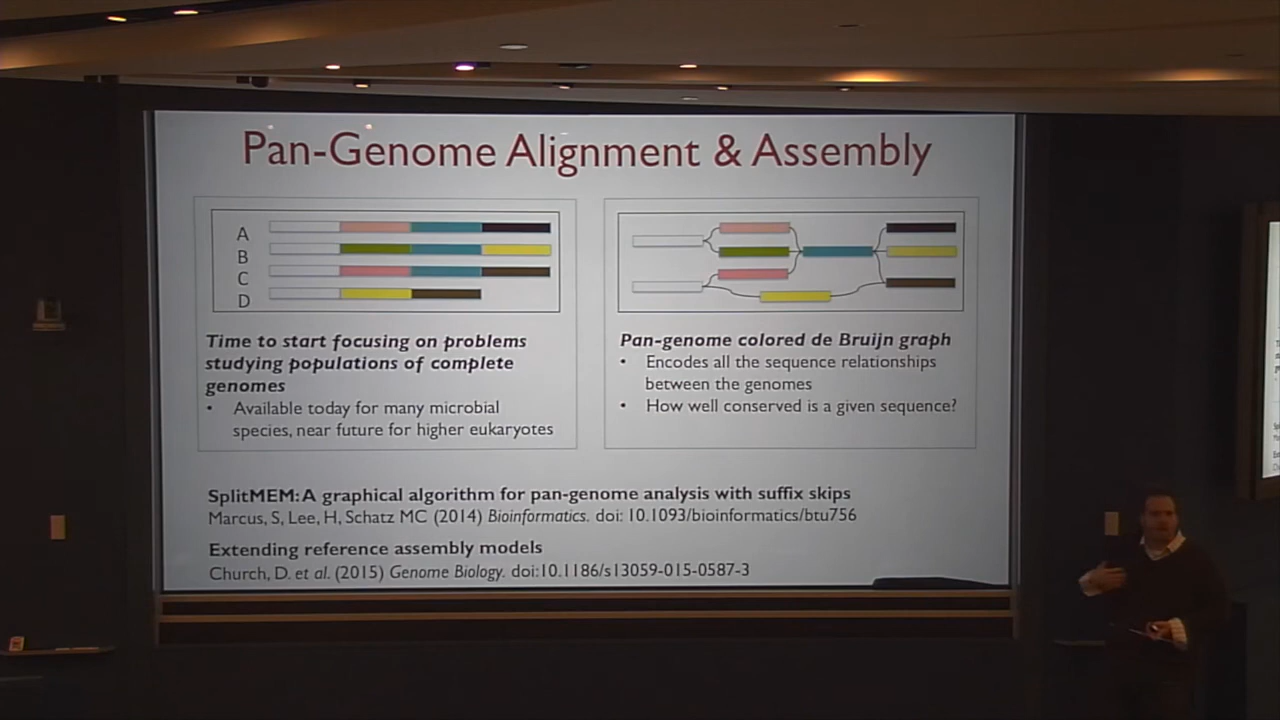 Pan-Genome Alignment & Assembly
A
B
C
D
Time to start focusing on problems
studying populations of complete
genomes
• Available today for many microbial
species, near future for higher eukaryotes
Pan-genome colored de Bruijn graph
• Encodes all the sequence relationships
between the genomes
• How well conserved is a given sequence?
SplitMEM: A graphical algorithm for pan-genome analysis with suffix skips
Marcus, S, Lee, H, Schatz MC (2014) Bioinformatics. doi: 10.1093/bioinformatics/btu756
Extending reference assembly models
Church, D. et al. (2015) Genome Biology. doi:10.1186/s13059-015-0587-3